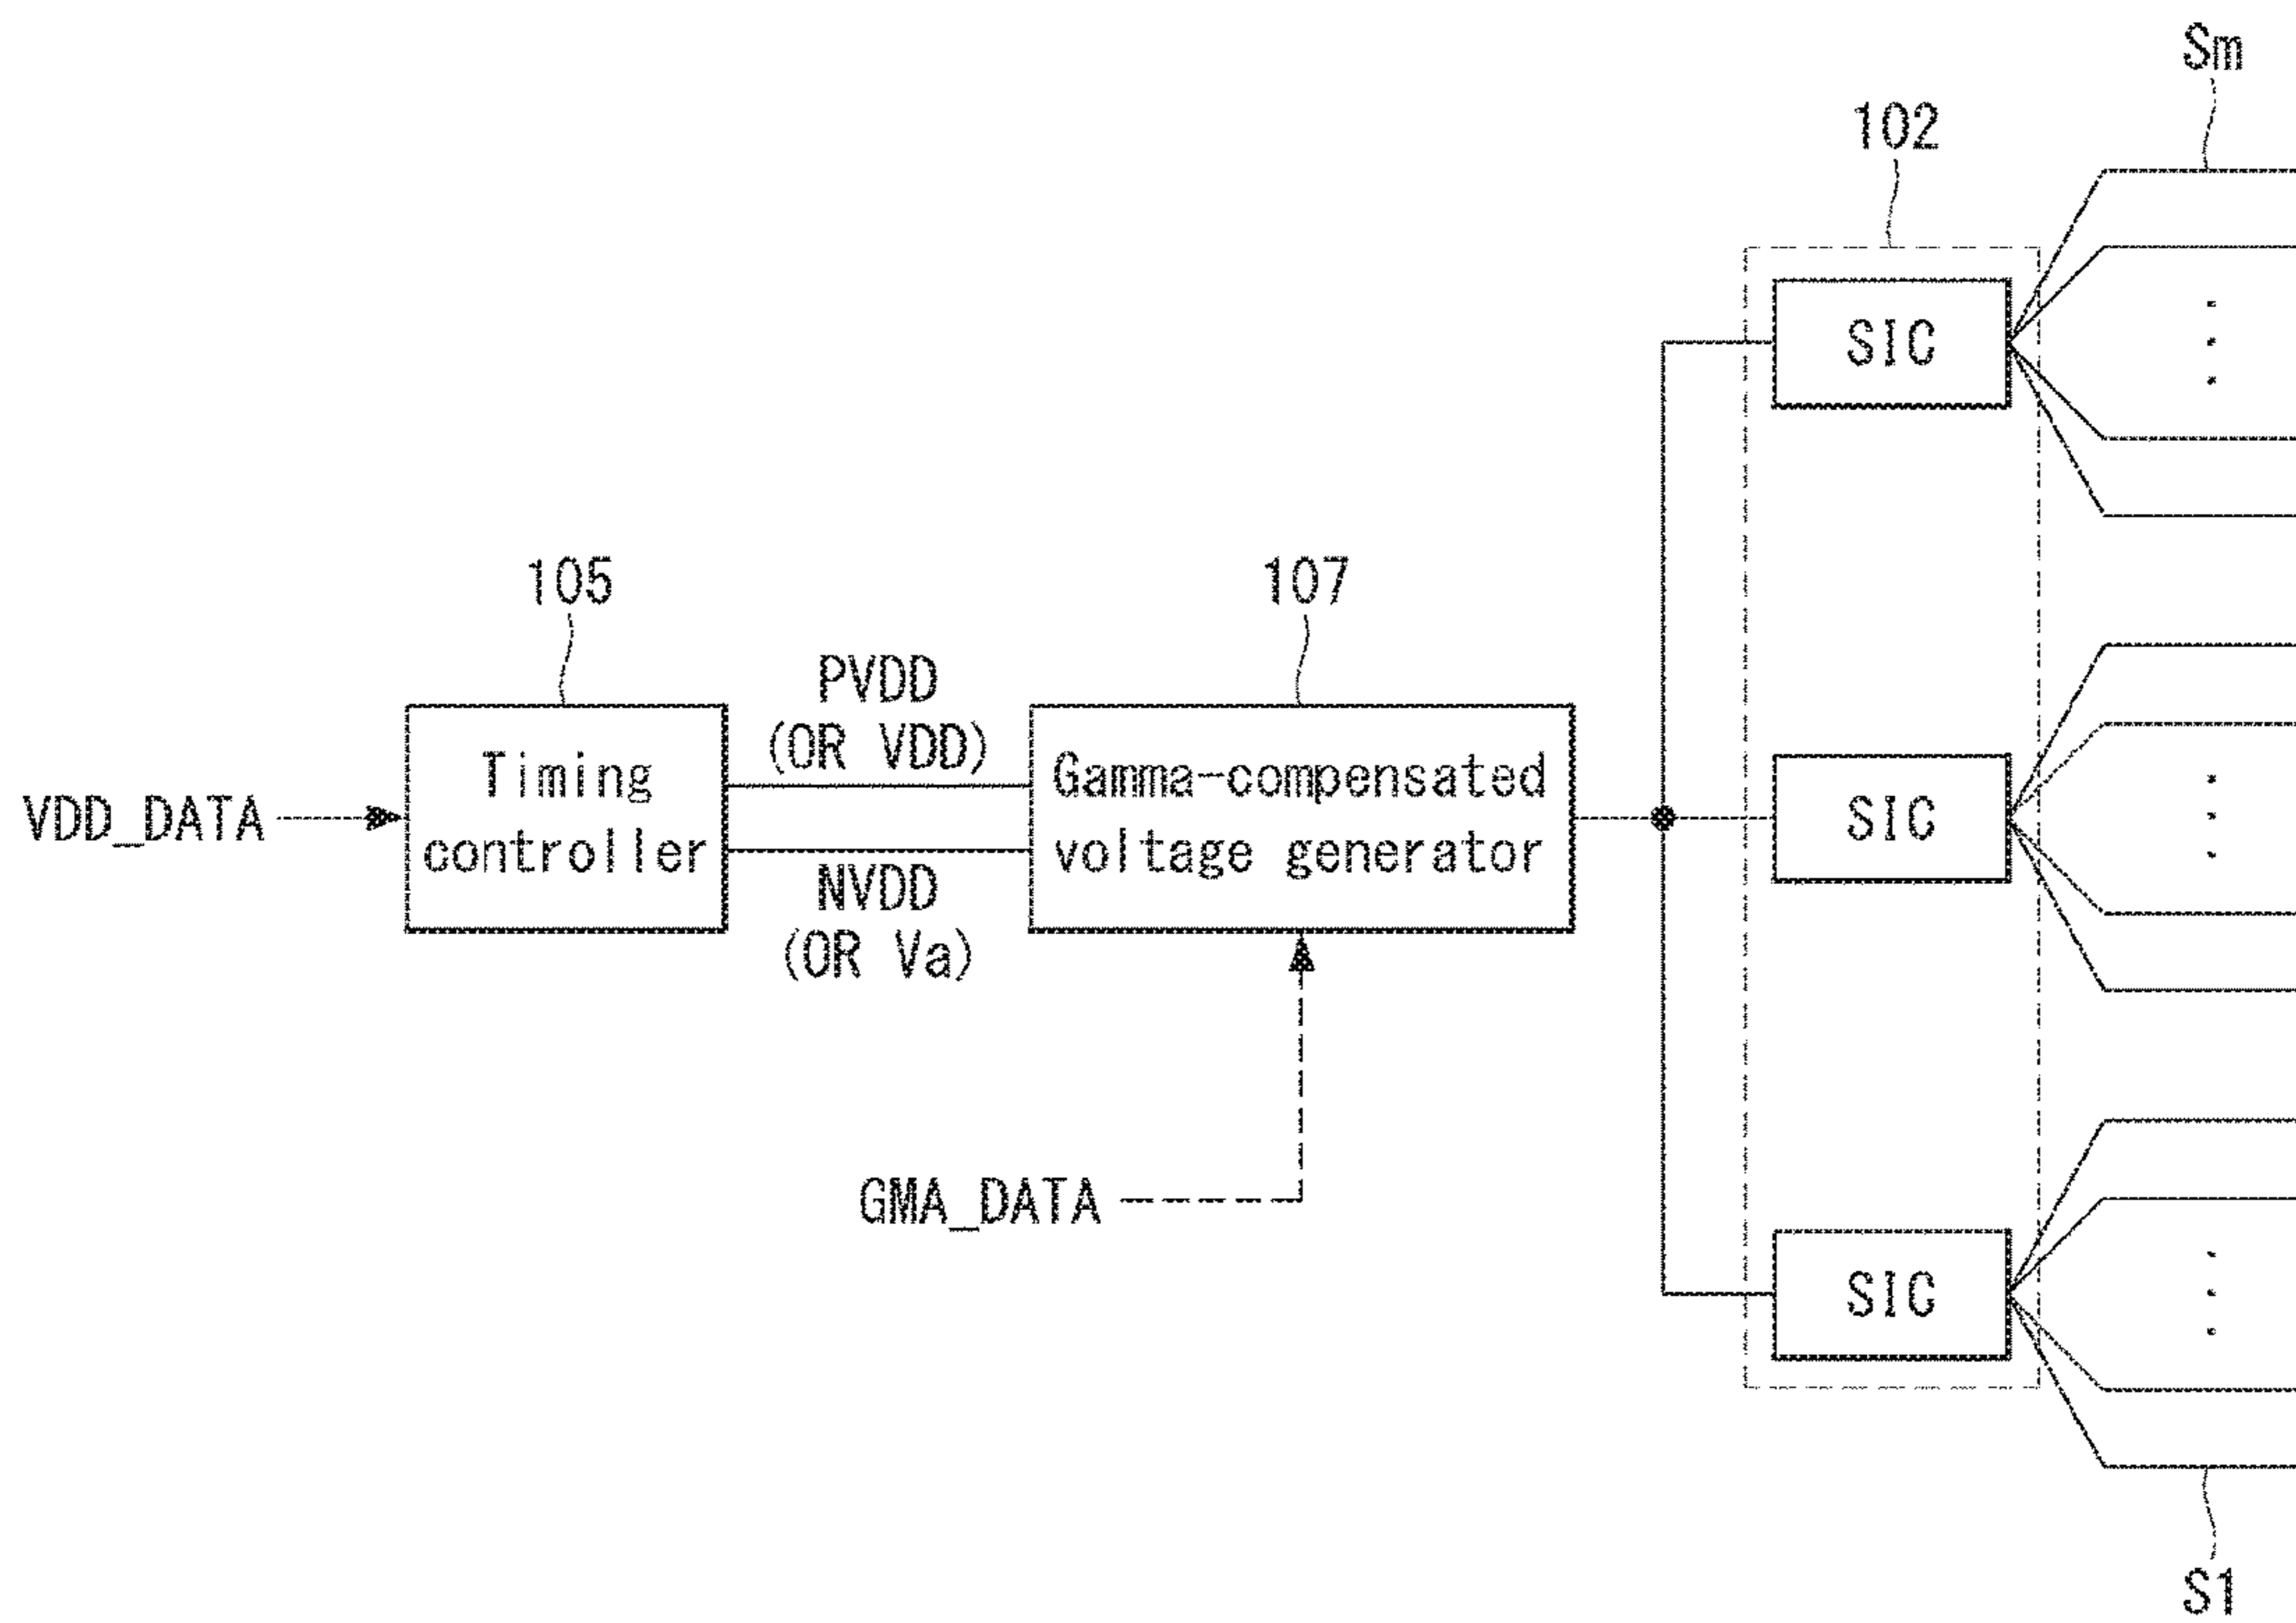 Sm
102
SIC
105
107
PVDD
(OR VDD)
Timing
controller
Gamma-compensated
voltage generator
SIC
VDD_DATA
NVDD
(OR Va)
GMA_DATA
SIC
S1